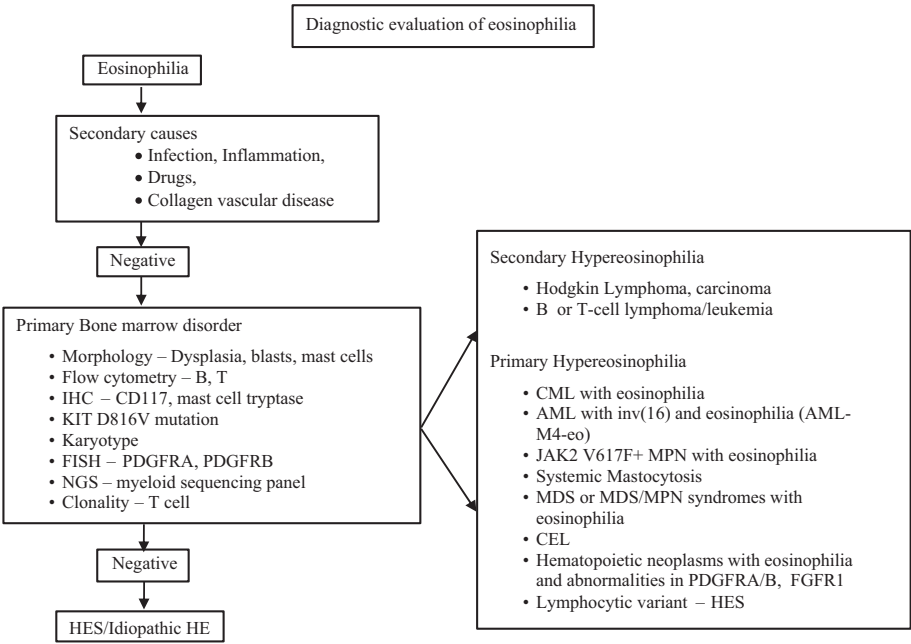 Diagnostic evaluation of eosinophilia
Eosinophilia
Secondary causes
• Infection, Inflammation,
• Drugs,
• Collagen vascular disease
Negative
Primary Bone marrow disorder
• Morphology – Dysplasia, blasts, mast cells
• Flow cytometry – B, T
• IHC – CD117, mast cell tryptase
• KIT D816V mutation
• Karyotype
• FISH – PDGFRA, PDGFRB
• NGS – myeloid sequencing panel
• Clonality – T cell
Negative
HES/Idiopathic HE
Secondary Hypereosinophilia
• Hodgkin Lymphoma, carcinoma
• B or T-cell lymphoma/leukemia
Primary Hypereosinophilia
• CML with eosinophilia
• AML with inv(16) and eosinophilia (AML-
M4-eo)
• JAK2 V617F+ MPN with eosinophilia
• Systemic Mastocytosis
• MDS or MDS/MPN syndromes with
eosinophilia
• CEL
• Hematopoietic neoplasms with eosinophilia
and abnormalities in PDGFRA/B, FGFR1
• Lymphocytic variant – HES